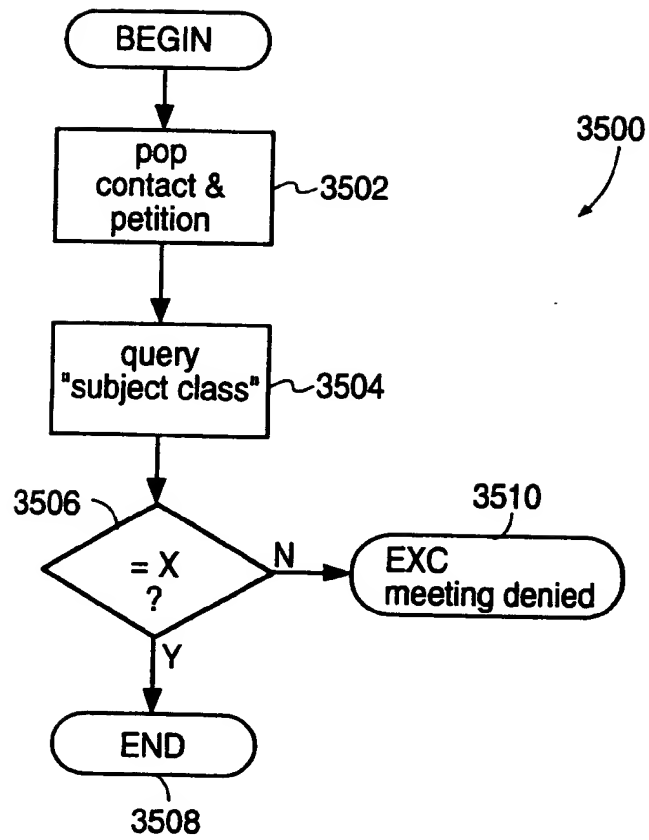 BEGIN
3500
pop
contact &
petition
3502
query
"subject class"
3504
3506
= X
?
N
3510
EXC
meeting denied
Y
END
3508